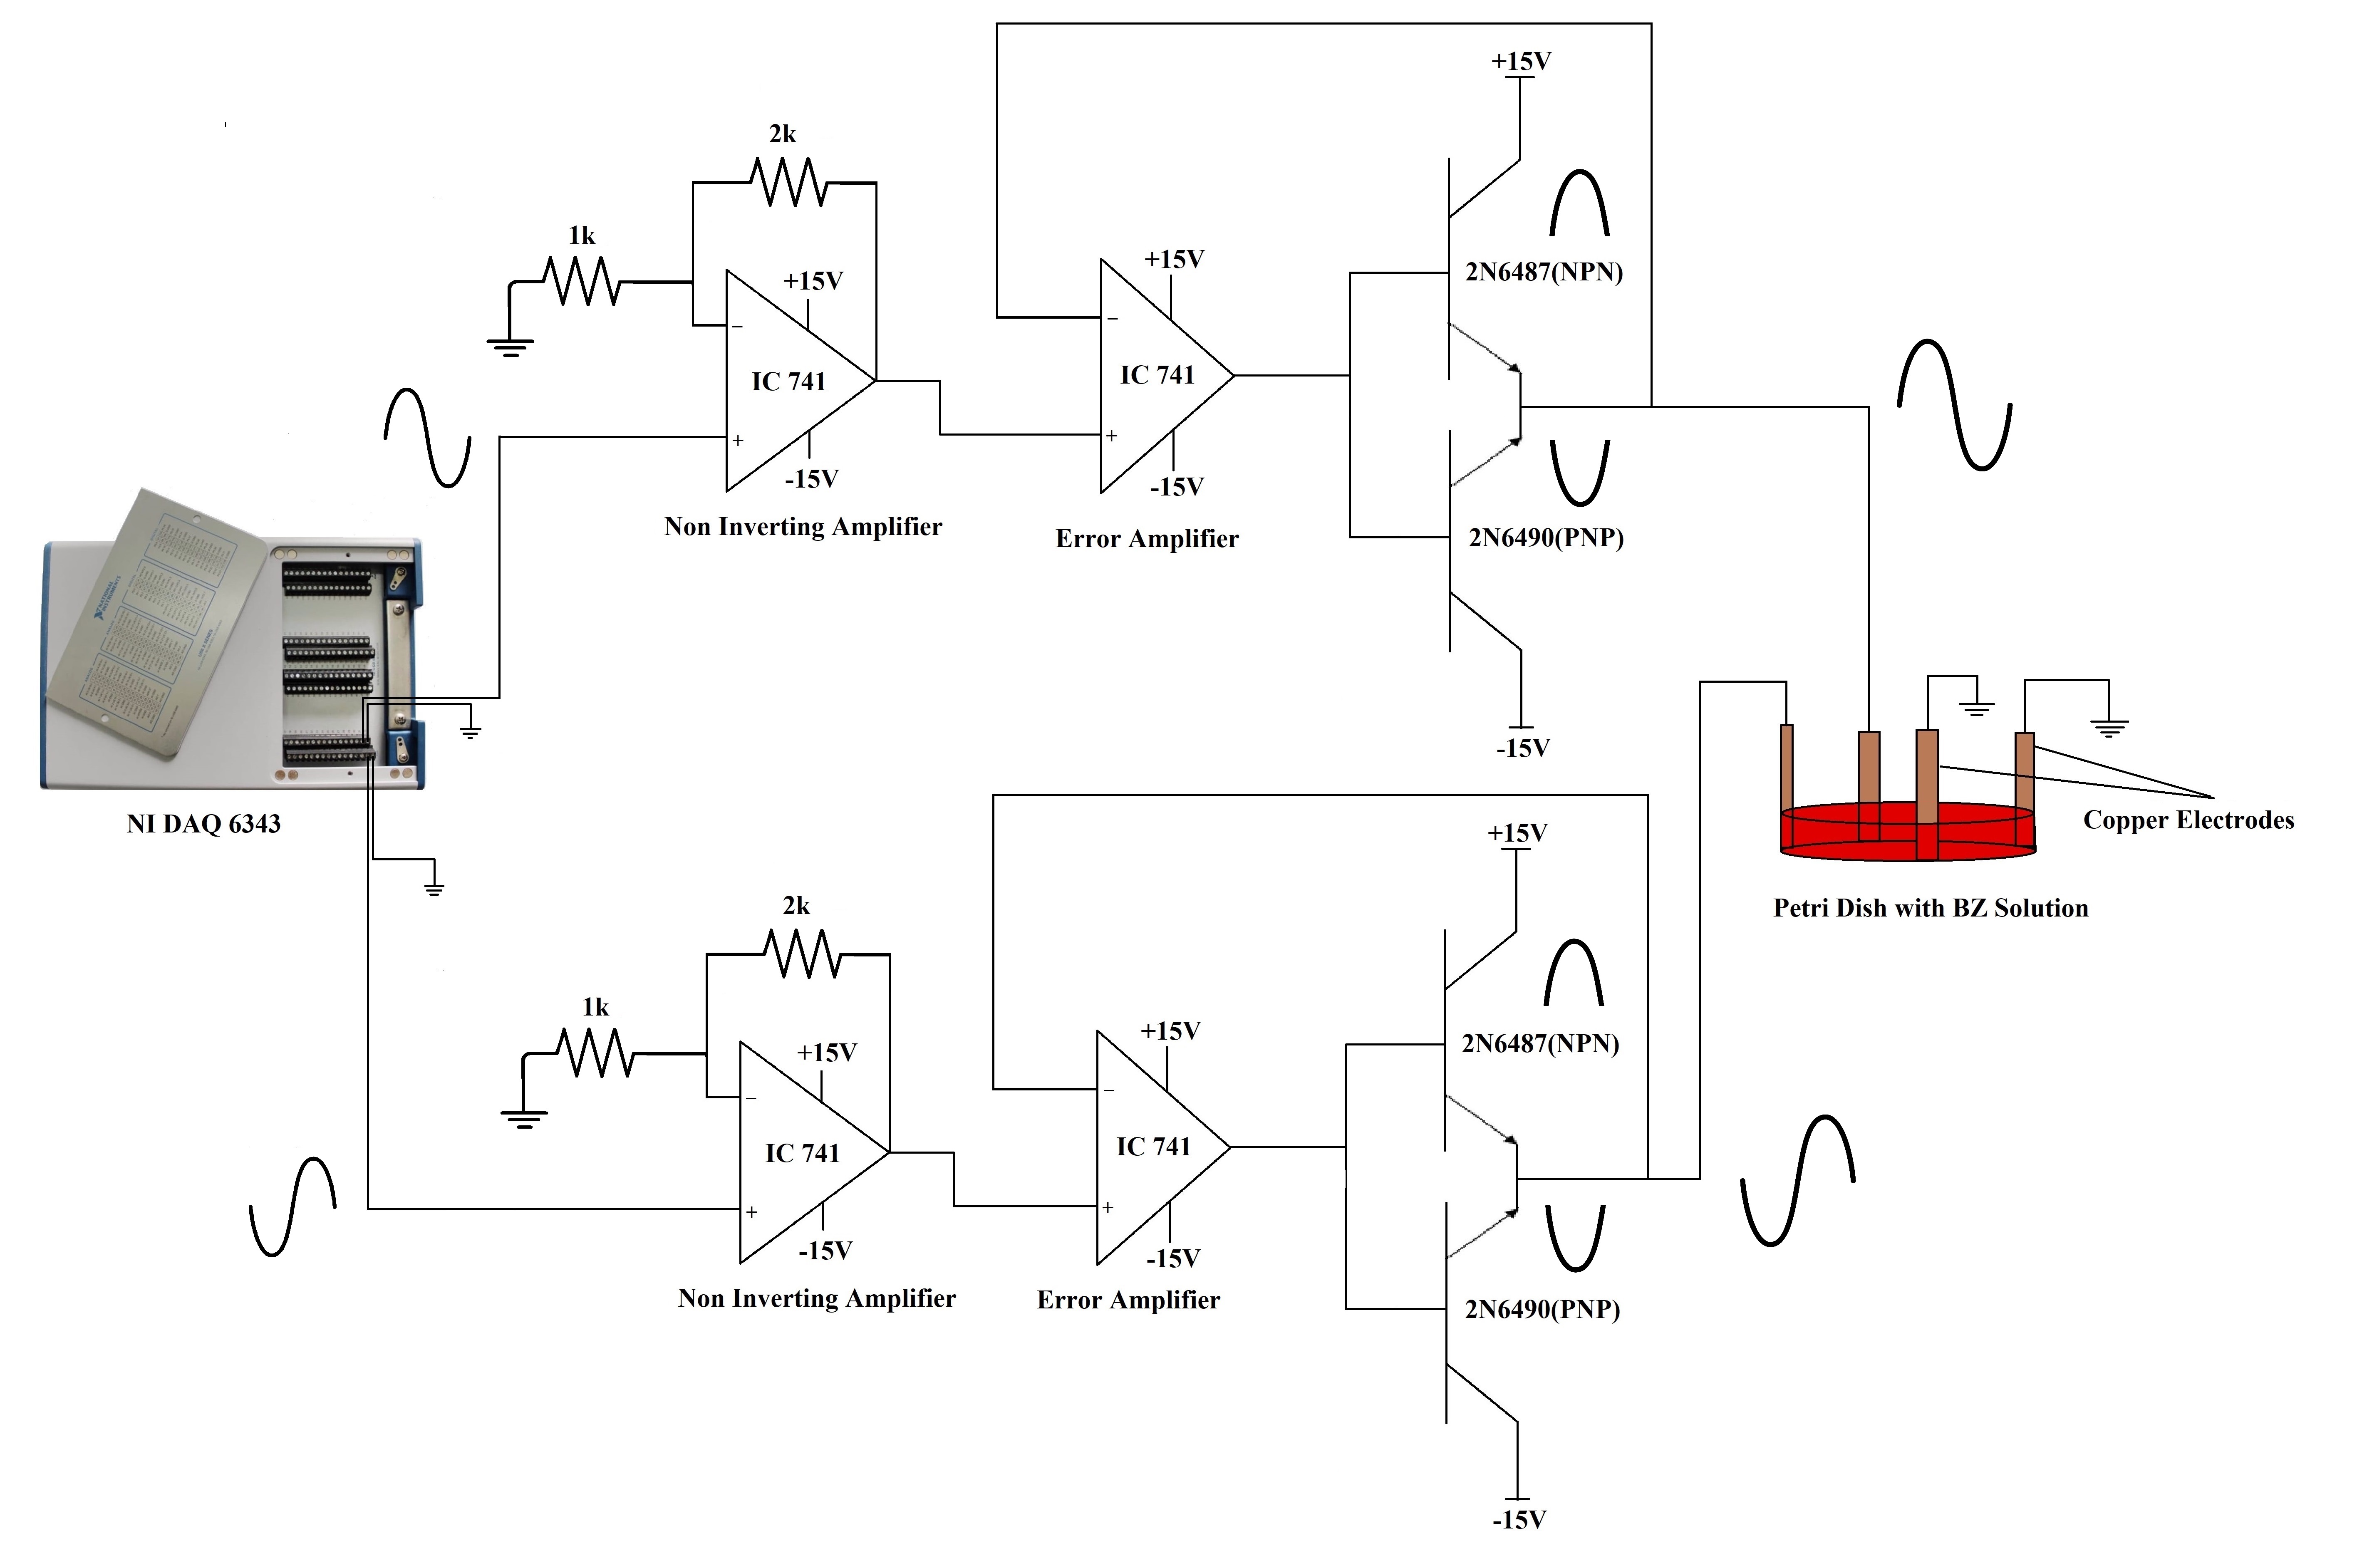 +15V
2k
1k
+15V
+15V
2N6487(NPN)
−
−
IC 741
IC 741
+
+
-15V
-15V
Non Inverting Amplifier
Error Amplifier
2N6490(PNP)
-15V
NATIONAL INSTRUMENTS
NI DAQ 6343
Copper Electrodes
Petri Dish with BZ Solution
+15V
2k
1k
+15V
+15V
2N6487(NPN)
−
−
IC 741
IC 741
+
+
-15V
-15V
Non Inverting Amplifier
Error Amplifier
2N6490(PNP)
-15V